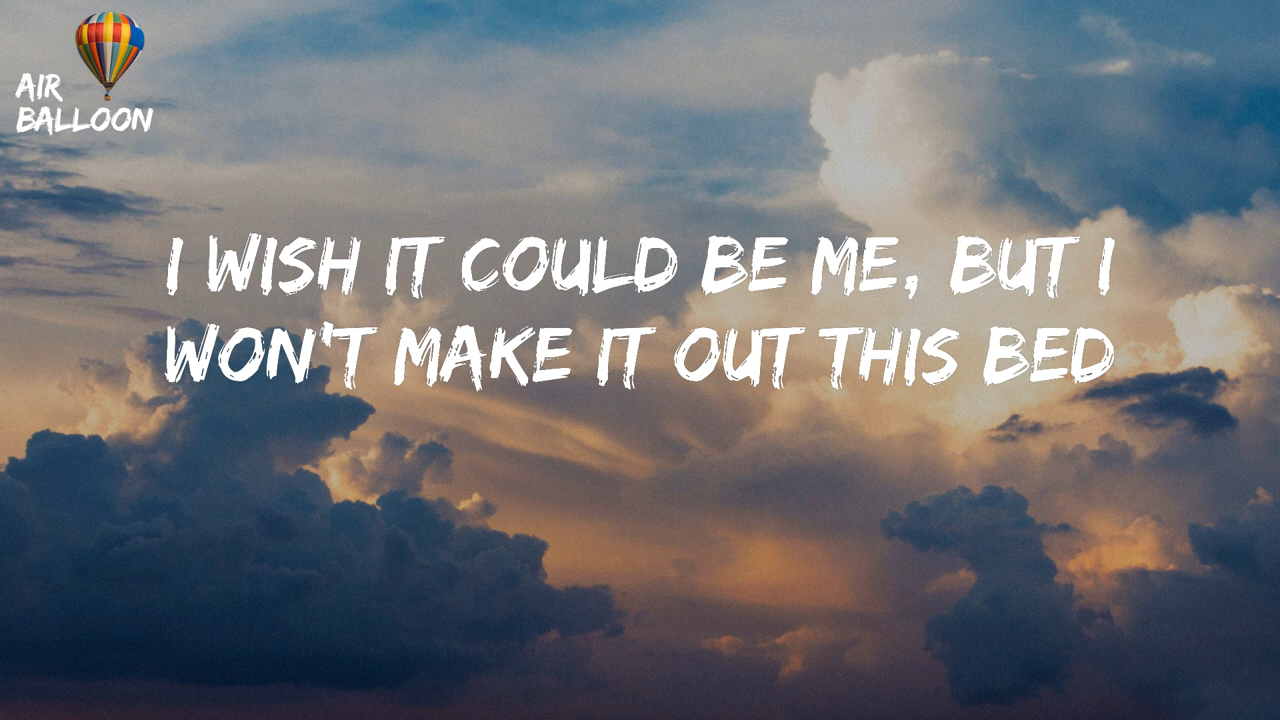 AIR
BALLOON
I WISH IT COULD BE ME, BUT I
WON'T MAKE IT OUT THIS BED